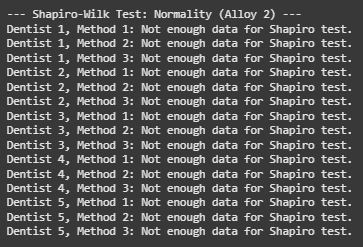 --- Shapiro-Wilk Test: Normality (Alloy 2) ---
Dentist 1, Method 1: Not enough data for Shapiro test.
Dentist 1, Method 2: Not enough data for Shapiro test.
Dentist 1, Method 3: Not enough data for Shapiro test.
Dentist 2, Method 1: Not enough data for Shapiro test.
Dentist 2, Method 2: Not enough data for Shapiro test.
Dentist 2, Method 3: Not enough data for Shapiro test.
Dentist 3, Method 1: Not enough data for Shapiro test.
Dentist 3, Method 2: Not enough data for Shapiro test.
Dentist 3, Method 3: Not enough data for Shapiro test.
Dentist 4, Method 1: Not enough data for Shapiro test.
Dentist 4, Method 2: Not enough data for Shapiro test.
Dentist 4, Method 3: Not enough data for Shapiro test.
Dentist 5, Method 1: Not enough data for Shapiro test.
Dentist 5, Method 2: Not enough data for Shapiro test.
Dentist 5, Method 3: Not enough data for Shapiro test.